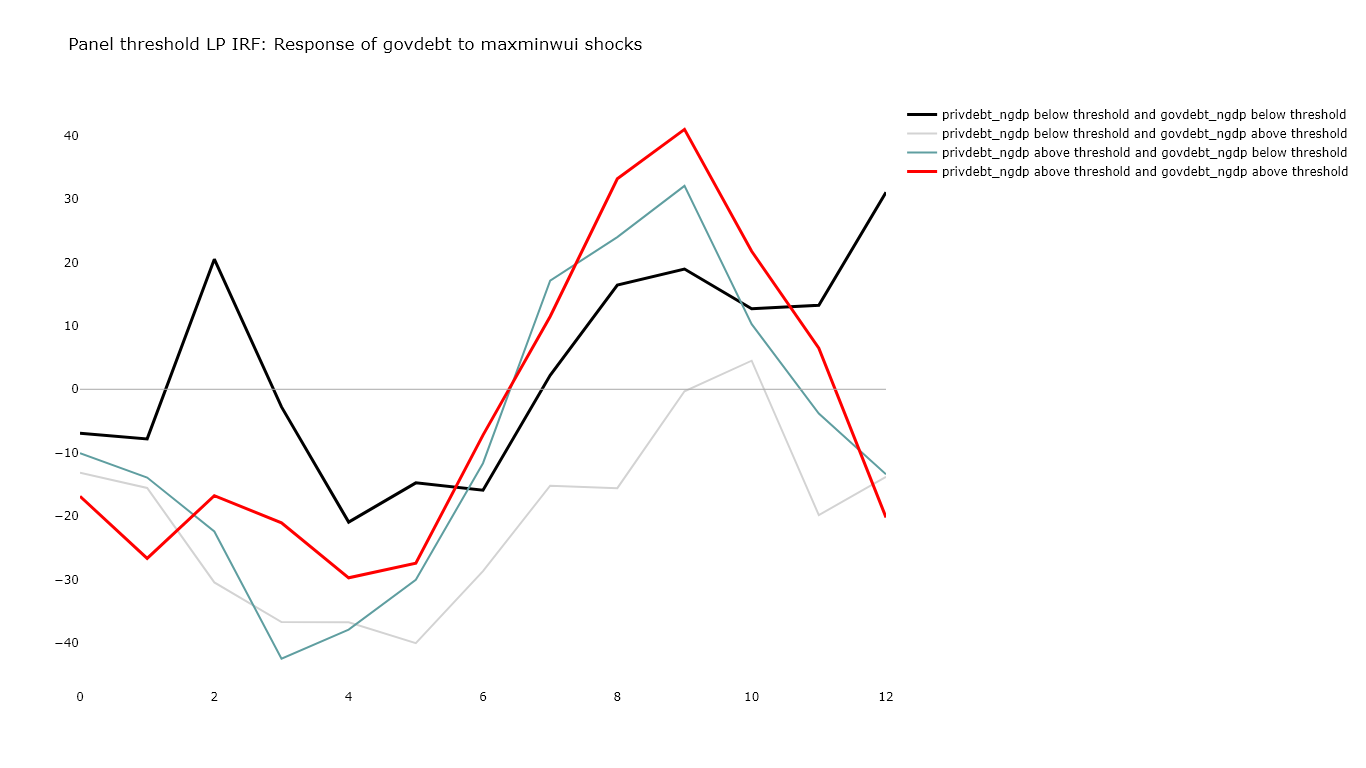 Panel threshold LP IRF: Response of govdebt to maxminwui shocks
privdebt_ngdp below threshold and govdebt_ngdp below threshold
privdebt_ngdp below threshold and govdebt_ngdp above threshold
privdebt_ngdp above threshold and govdebt_ngdp below threshold
privdebt_ngdp above threshold and govdebt_ngdp above threshold
40
30
20
10
0
−10
−20
−30
−40
0 2 4 6 8 10 12